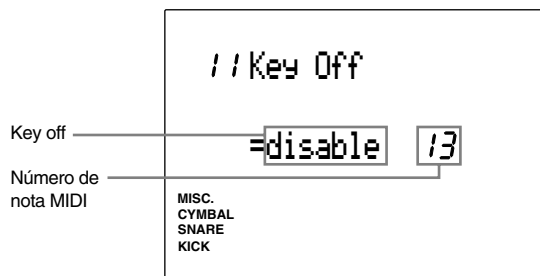 11 Key Off
Key off
=disable 13
Número de
nota MIDI
MISC.
CYMBAL
SNARE
KICK